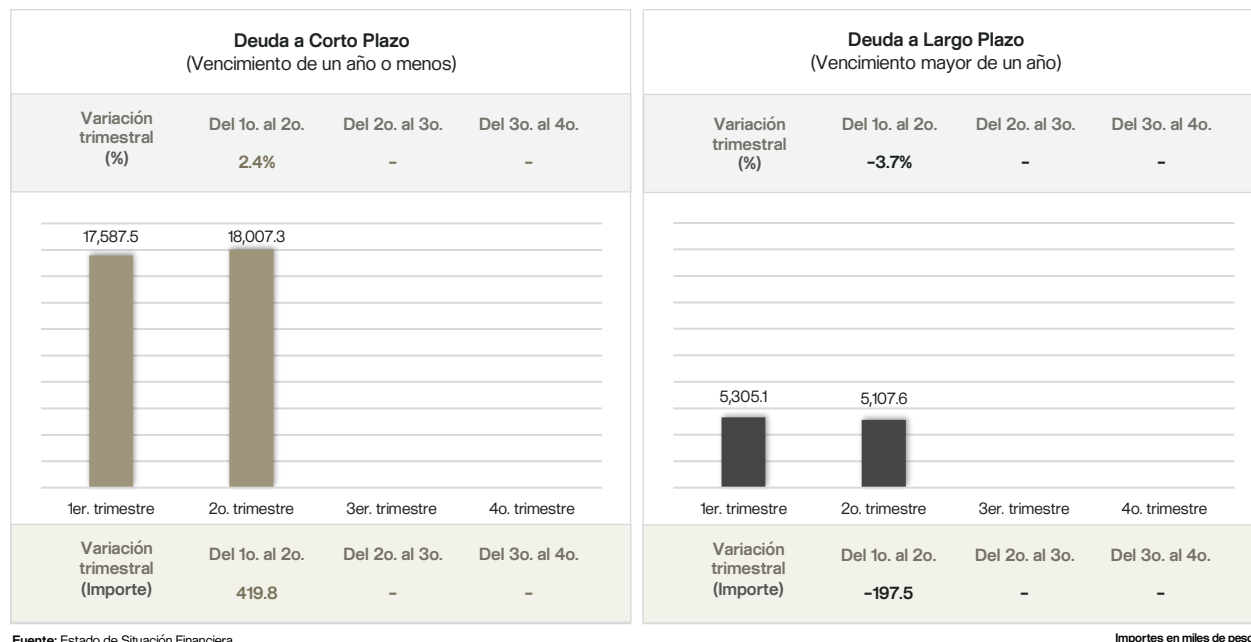 Deuda a Corto Plazo
(Vencimiento de un año o menos)
Variación
trimestral
(%)
Del 1o. al 2o.
Del 2o. al 3o.
Del 3o. al 4o.
2.4%
–
–
17,587.5
18,007.3
1er. trimestre
2o. trimestre
3er. trimestre
4o. trimestre
Variación
trimestral
(Importe)
Del 1o. al 2o.
Del 2o. al 3o.
Del 3o. al 4o.
419.8
–
–
Deuda a Largo Plazo
(Vencimiento mayor de un año)
Variación
trimestral
(%)
Del 1o. al 2o.
Del 2o. al 3o.
Del 3o. al 4o.
-3.7%
–
–
5,305.1
5,107.6
1er. trimestre
2o. trimestre
3er. trimestre
4o. trimestre
Variación
trimestral
(Importe)
Del 1o. al 2o.
Del 2o. al 3o.
Del 3o. al 4o.
-197.5
–
–
Fuente: Estado de Situación Financiera
Importes en miles de peso